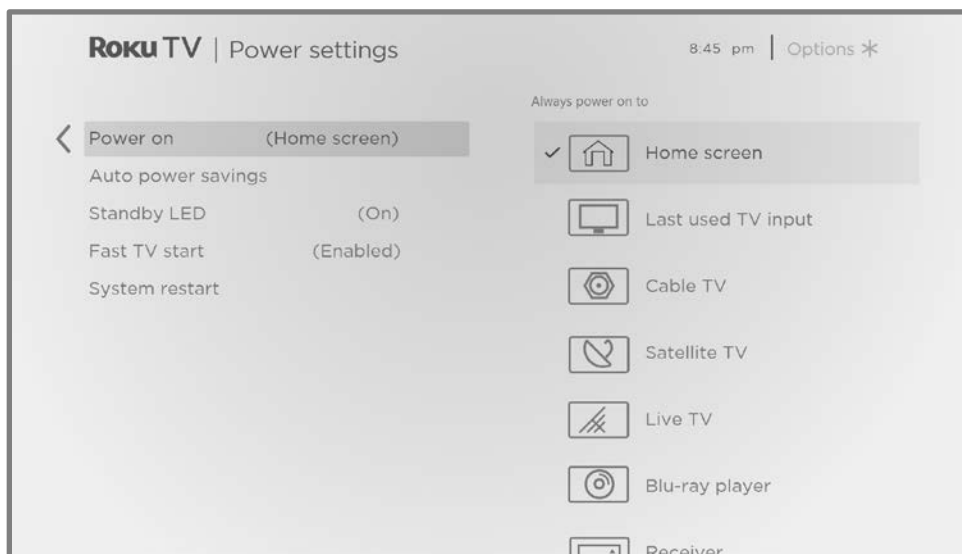 Roku TV | Power settings
8:45 pm | Options
Always power on to
Power on (Home screen)
Auto power savings
Standby LED (On)
Fast TV start (Enabled)
System restart
Home screen
Last used TV input
Cable TV
Satellite TV
Live TV
Blu-ray player
Receiver